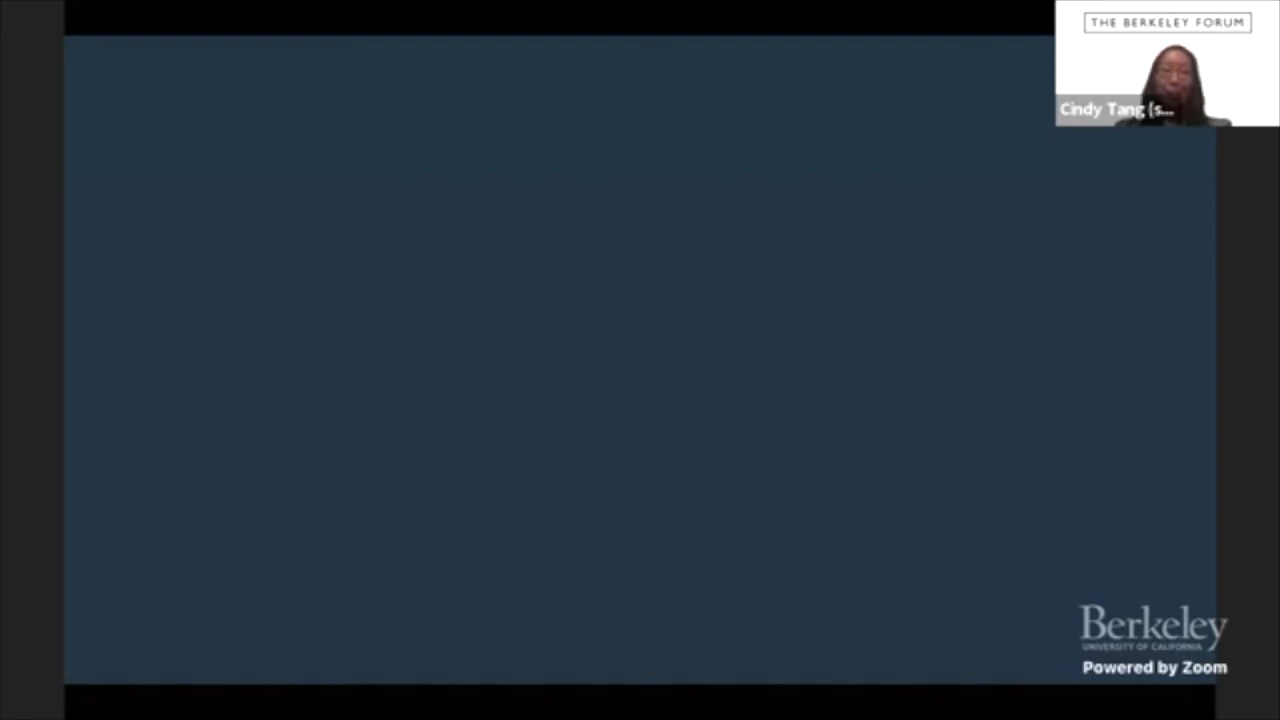 THE BERKELEY FORUM
Cindy Tang [s...
Berkeley
UNIVERSITY OF CALIFORNIA
Powered by Zoom